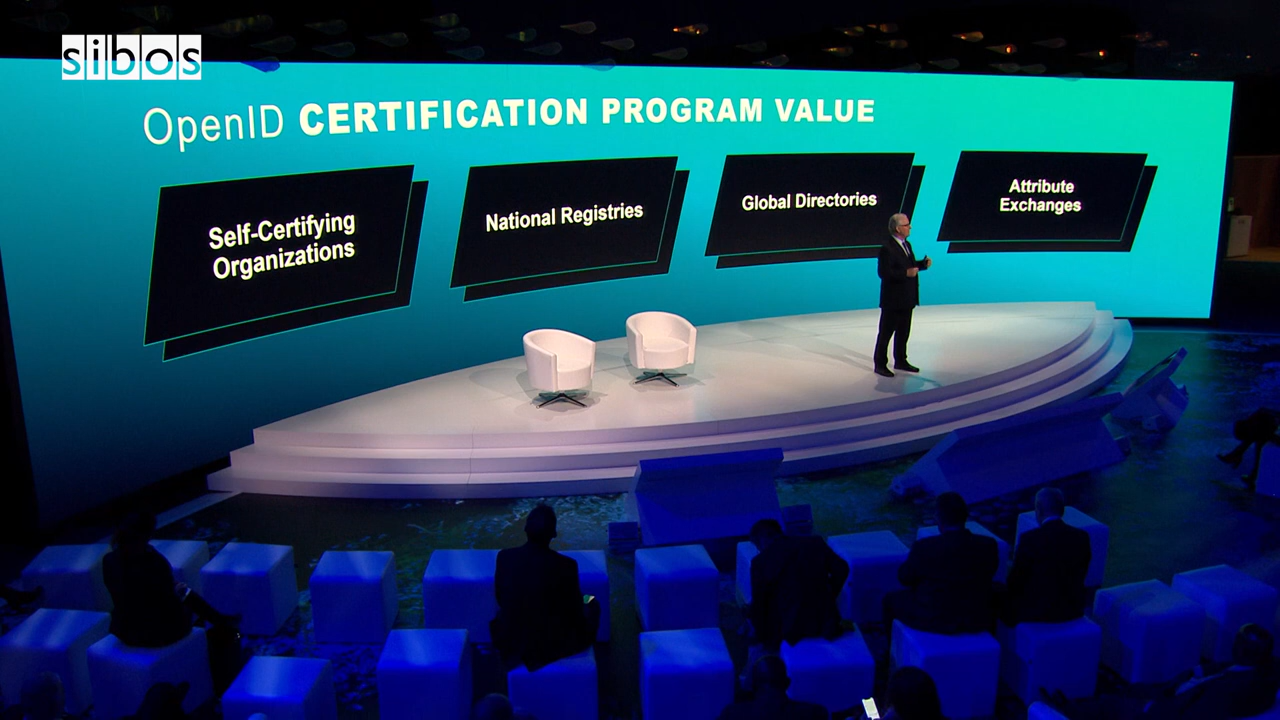 sibos
OpenID CERTIFICATION PROGRAM VALUE
Self-Certifying
Organizations
National Registries
Global Directories
Attribute
Exchanges